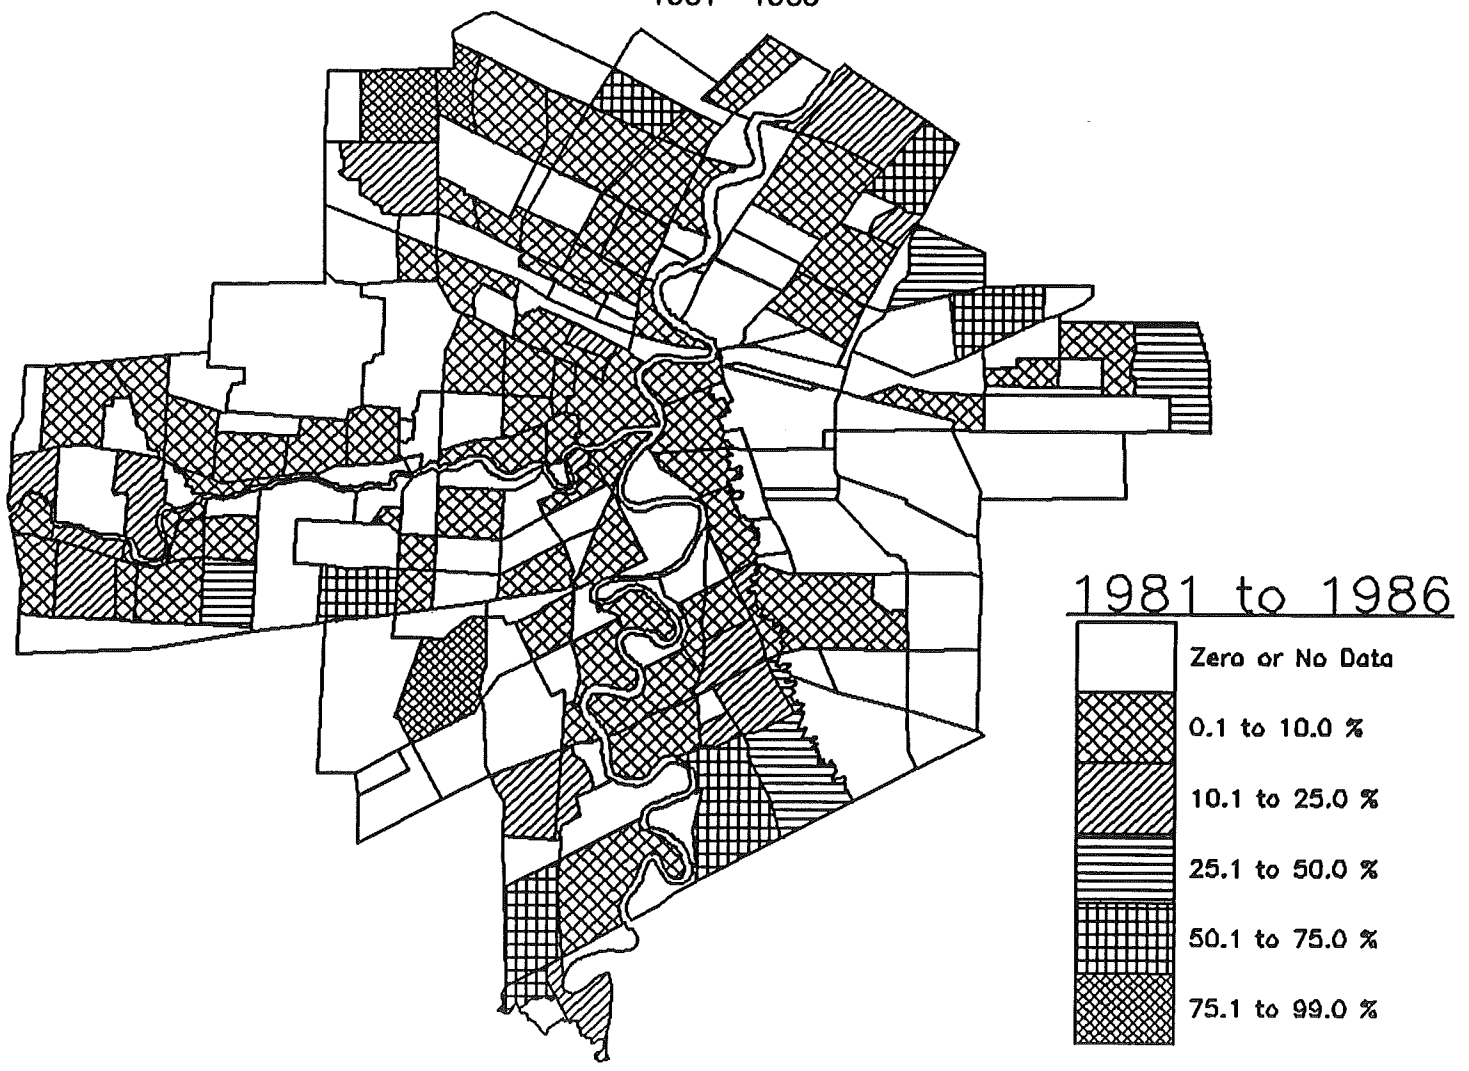 1981 to 1986
Zero or No Data
0.1 to 10.0 %
10.1 to 25.0 %
25.1 to 50.0 %
50.1 to 75.0 %
75.1 to 99.0 %